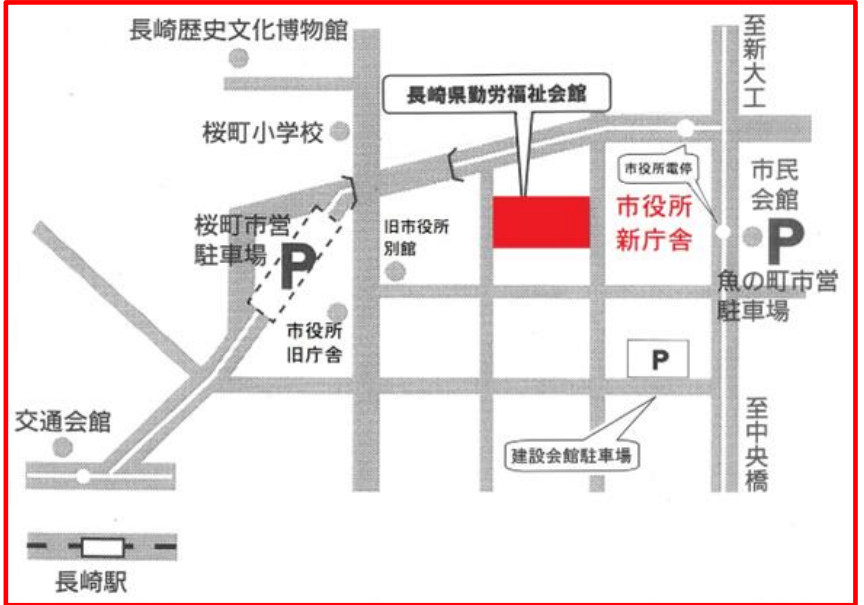 長崎歴史文化博物館
至新大工
長崎県勤労福祉会館
桜町小学校
市役所電停
市民
会館
市役所
新庁舎
桜町市営
駐車場
P
旧市役所
別館
P
魚の町市営
駐車場
市役所
旧庁舎
P
交通会館
建設会館駐車場
至中央橋
長崎駅